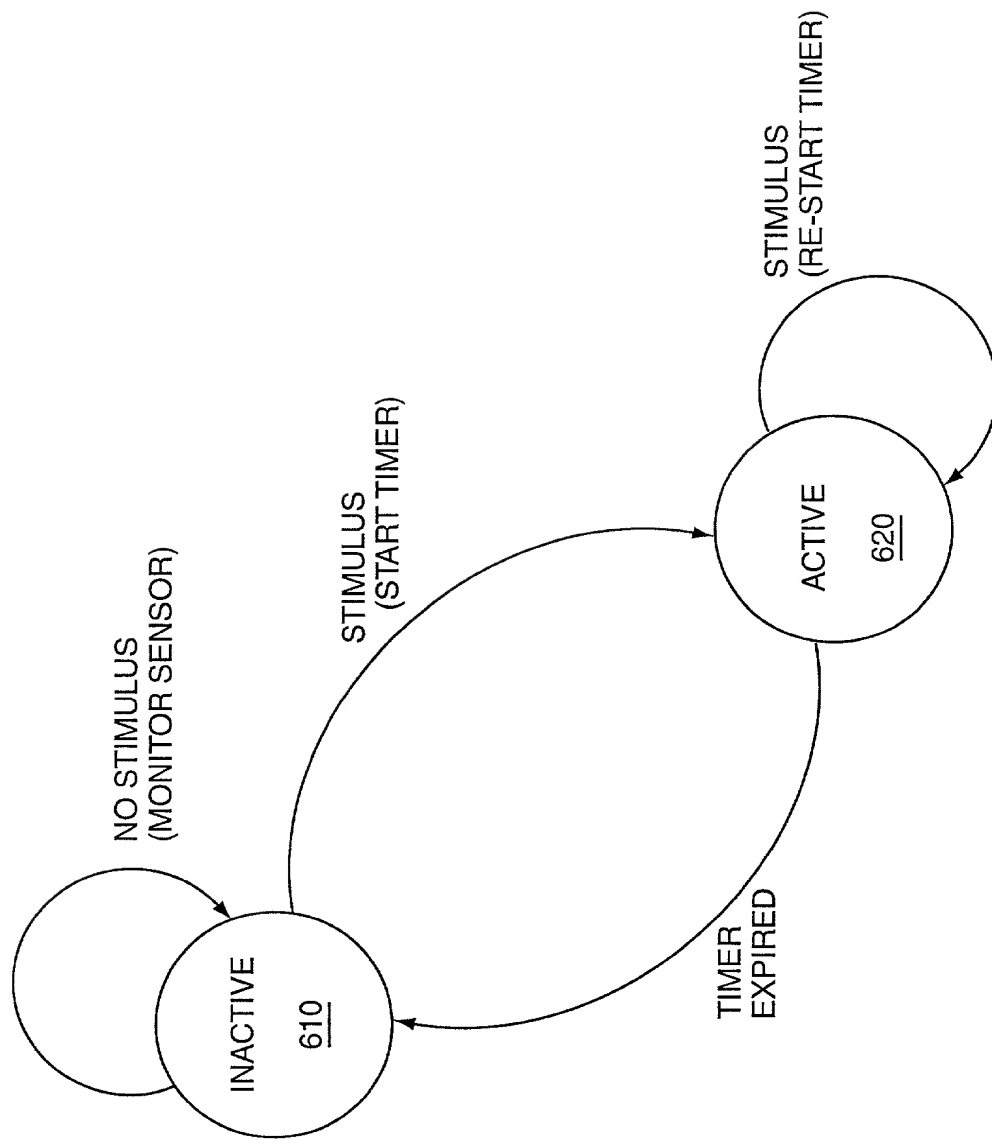 NO STIMULUS
(MONITOR SENSOR)
INACTIVE
610
STIMULUS
(START TIMER)
TIMER
EXPIRED
ACTIVE
620
STIMULUS
(RE-START TIMER)